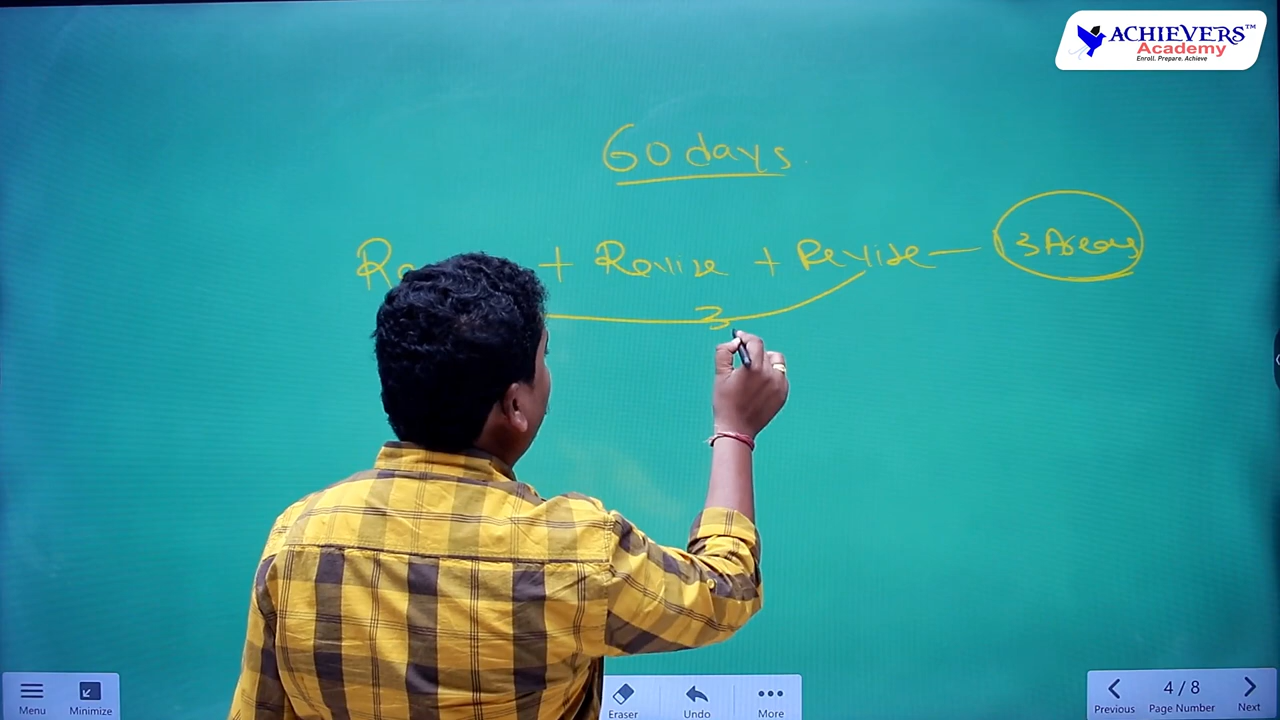 ACHIEVERS™
Academy
Enroll. Prepare. Achieve
60 days
+ Revise + Revise — 3 Areas
3
Menu
Minimize
Eraser
Undo
More
4 / 8
Previous
Page Number
Next